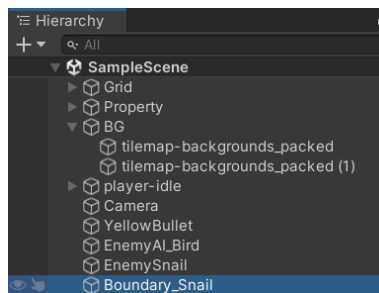 Hierarchy
All
SampleScene
Grid
Property
BG
tilemap-backgrounds_packed
tilemap-backgrounds_packed (1)
player-idle
Camera
YellowBullet
EnemyAI_Bird
EnemySnail
Boundary_Snail